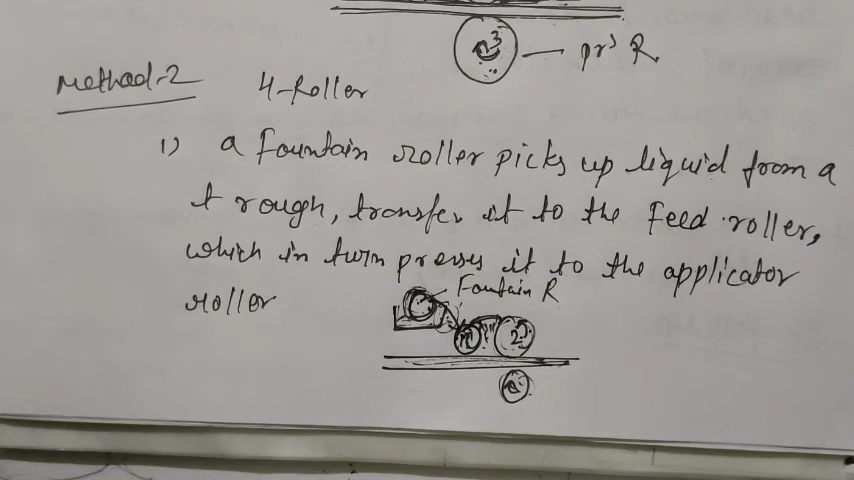 3
prs R
Method-2 4-Roller
1) a fountain roller picks up liquid from a
trough, transfer it to the feed roller,
which in turn presses it to the applicator
roller
Fountain R
2